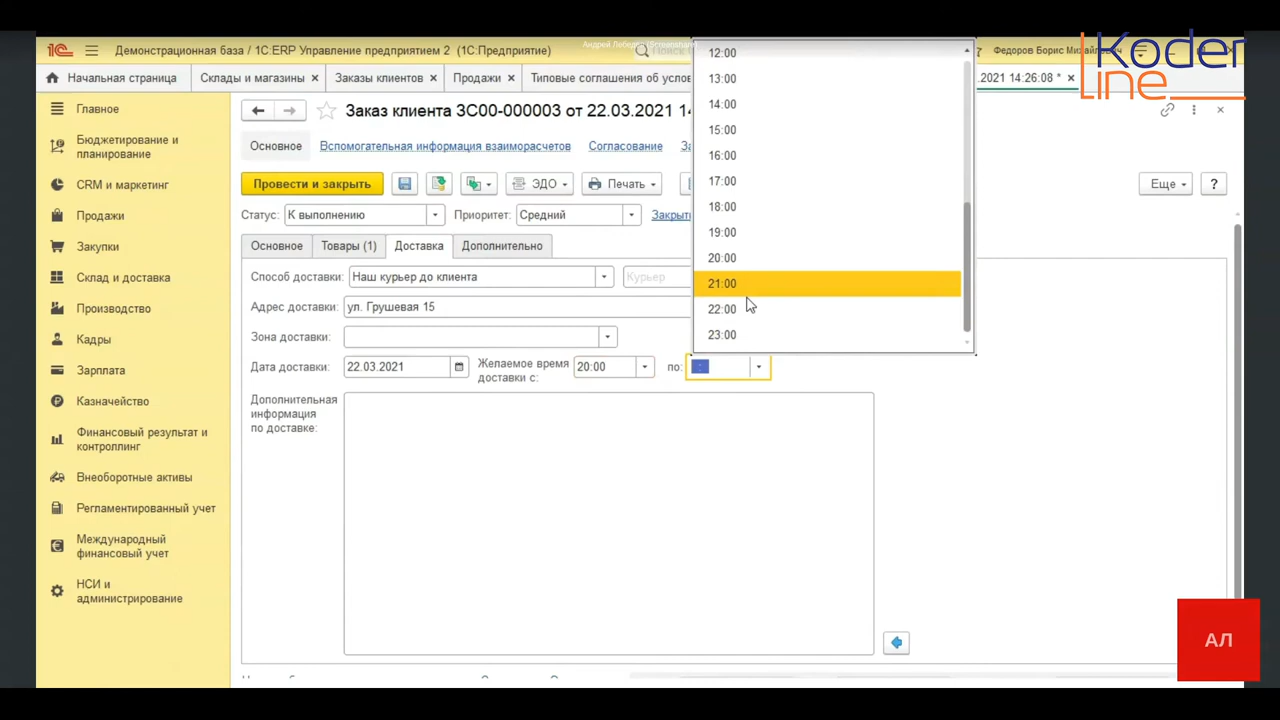 Андрей Лебедев (Screenshare)
1С Демонстрационная база / 1С:ERP Управление предприятием 2 (1С:Предприятие)
Федоров Борис Михайлович
Koder
line
Начальная страница
Склады и магазины ×
Заказы клиентов ×
Продажи ×
Типовые соглашения об усло
.2021 14:26:08 * ×
Заказ клиента ЗС00-000003 от 22.03.2021 14
Основное
Вспомогательная информация взаиморасчетов
Согласование
За
Провести и закрыть
ЭДО
Печать
Еще
?
Статус: К выполнению
Приоритет: Средний
Закрыть
Основное
Товары (1)
Доставка
Дополнительно
Способ доставки: Наш курьер до клиента
Курьер
Адрес доставки: ул. Грушевая 15
Зона доставки:
Дата доставки: 22.03.2021
Желаемое время
доставки с: 20:00
по:
Дополнительная
информация
по доставке:
12:00
13:00
14:00
15:00
16:00
17:00
18:00
19:00
20:00
21:00
22:00
23:00
Главное
Бюджетирование и
планирование
CRM и маркетинг
Продажи
Закупки
Склад и доставка
Производство
Кадры
Зарплата
Казначейство
Финансовый результат и
контроллинг
Внеоборотные активы
Регламентированный учет
Международный
финансовый учет
НСИ и
администрирование
АЛ